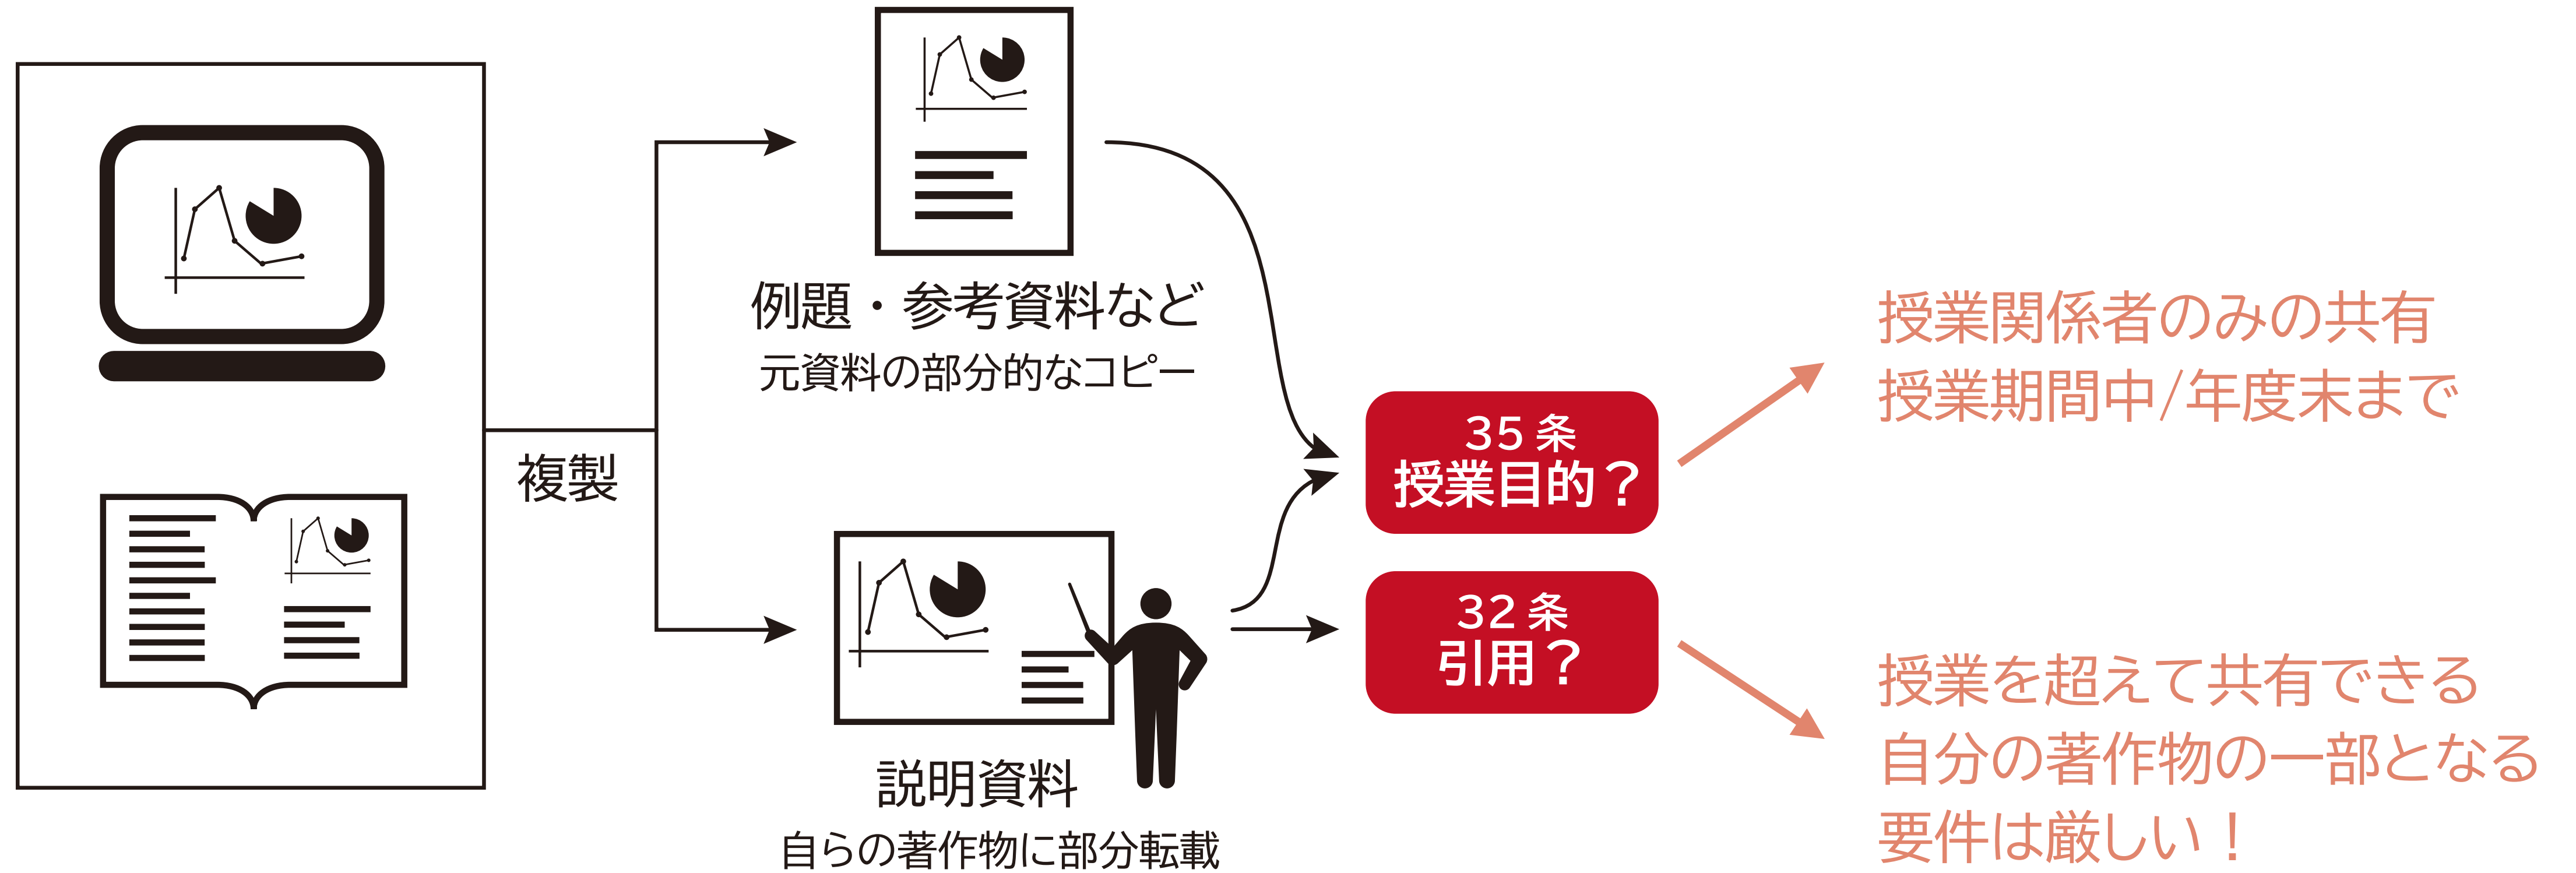 複製
例題・参考資料など
元資料の部分的なコピー
説明資料
自らの著作物に部分転載
35 条
授業目的？
32 条
引用？
授業関係者のみの共有
授業期間中/年度末まで
授業を超えて共有できる
自分の著作物の一部となる
要件は厳しい！